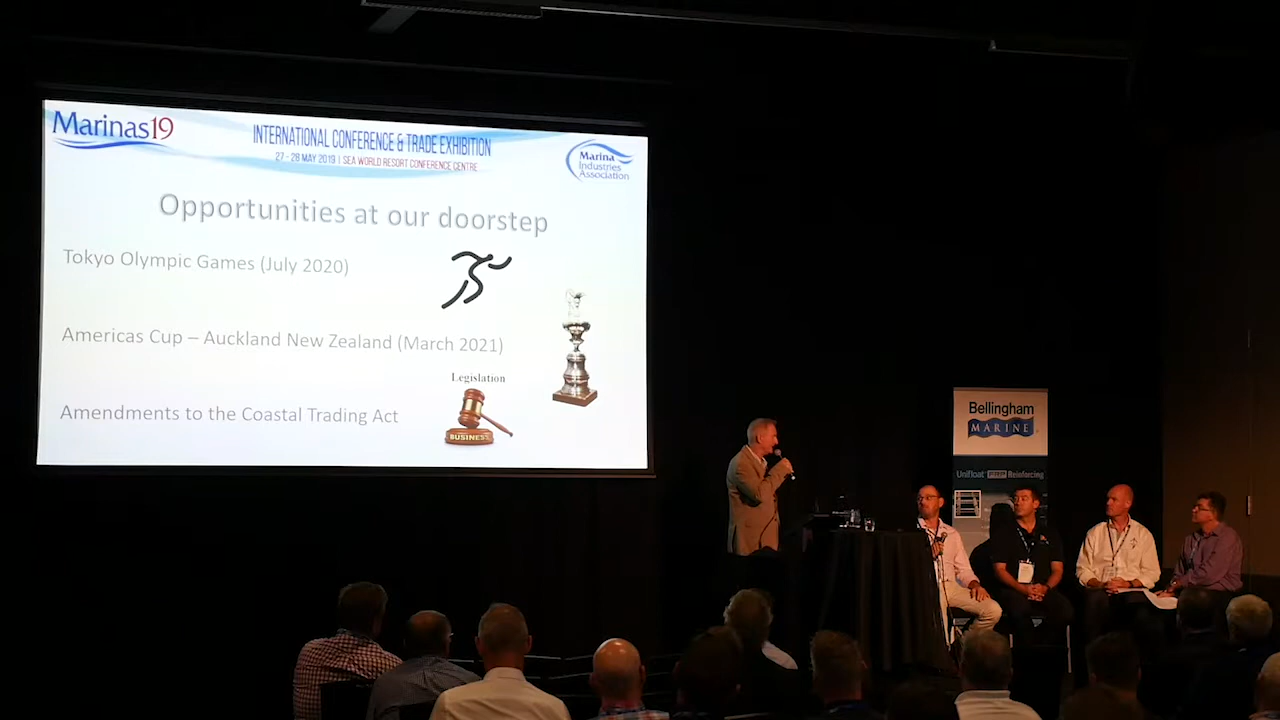 Marinas19
INTERNATIONAL CONFERENCE & TRADE EXHIBITION
27 - 28 MAY 2019 | SEA WORLD RESORT CONFERENCE CENTRE
Marina
Industries
Association
Opportunities at our doorstep
Tokyo Olympic Games (July 2020)
Americas Cup – Auckland New Zealand (March 2021)
Legislation
Amendments to the Coastal Trading Act
BUSINESS
Bellingham
MARINE
Unifloat FRP Reinforcing